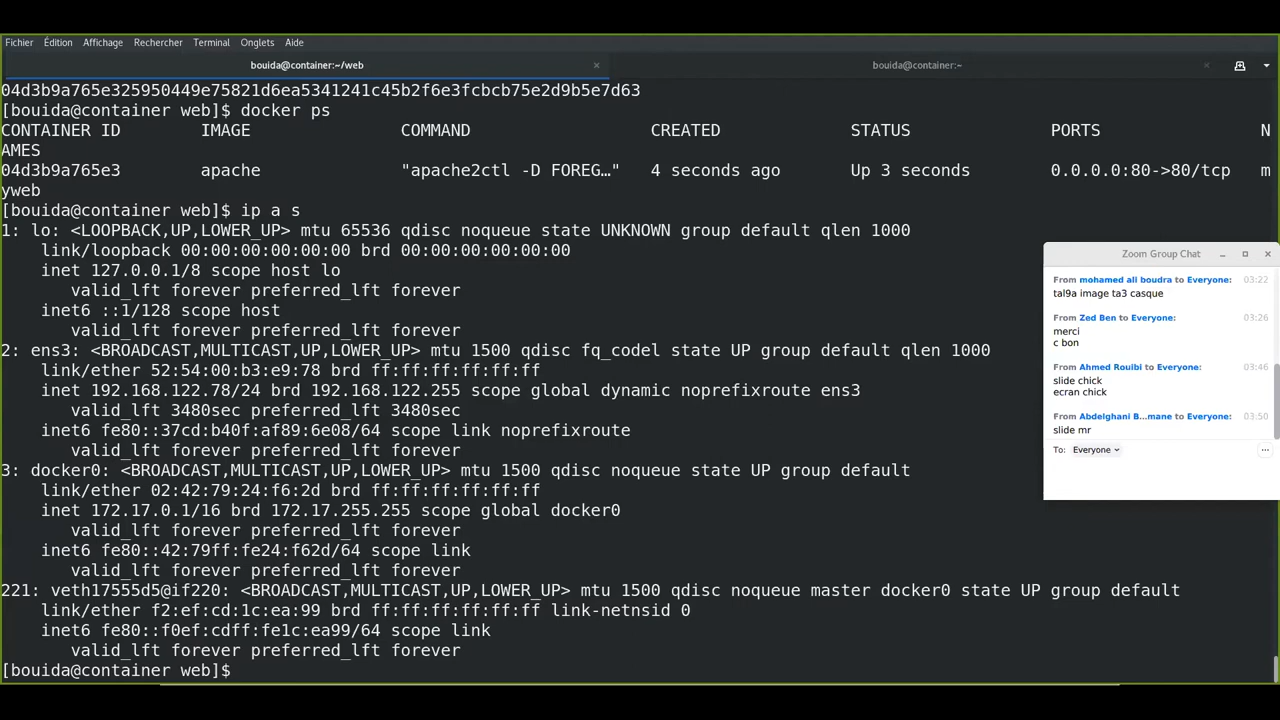 Fichier Édition Affichage Rechercher Terminal Onglets Aide
bouida@container:~/web × bouida@container:~ ×
04d3b9a765e325950449e75821d6ea5341241c45b2f6e3fcbcb75e2d9b5e7d63
[bouida@container web]$ docker ps
CONTAINER ID IMAGE COMMAND CREATED STATUS PORTS N
AMES
04d3b9a765e3 apache "apache2ctl -D FOREG…" 4 seconds ago Up 3 seconds 0.0.0.0:80->80/tcp m
yweb
[bouida@container web]$ ip a s
1: lo: <LOOPBACK,UP,LOWER_UP> mtu 65536 qdisc noqueue state UNKNOWN group default qlen 1000
link/loopback 00:00:00:00:00:00 brd 00:00:00:00:00:00
inet 127.0.0.1/8 scope host lo
valid_lft forever preferred_lft forever
inet6 ::1/128 scope host
valid_lft forever preferred_lft forever
2: ens3: <BROADCAST,MULTICAST,UP,LOWER_UP> mtu 1500 qdisc fq_codel state UP group default qlen 1000
link/ether 52:54:00:b3:e9:78 brd ff:ff:ff:ff:ff:ff
inet 192.168.122.78/24 brd 192.168.122.255 scope global dynamic noprefixroute ens3
valid_lft 3480sec preferred_lft 3480sec
inet6 fe80::37cd:b40f:af89:6e08/64 scope link noprefixroute
valid_lft forever preferred_lft forever
3: docker0: <BROADCAST,MULTICAST,UP,LOWER_UP> mtu 1500 qdisc noqueue state UP group default
link/ether 02:42:79:24:f6:2d brd ff:ff:ff:ff:ff:ff
inet 172.17.0.1/16 brd 172.17.255.255 scope global docker0
valid_lft forever preferred_lft forever
inet6 fe80::42:79ff:fe24:f62d/64 scope link
valid_lft forever preferred_lft forever
221: veth17555d5@if220: <BROADCAST,MULTICAST,UP,LOWER_UP> mtu 1500 qdisc noqueue master docker0 state UP group default
link/ether f2:ef:cd:1c:ea:99 brd ff:ff:ff:ff:ff:ff link-netnsid 0
inet6 fe80::f0ef:cdff:fe1c:ea99/64 scope link
valid_lft forever preferred_lft forever
[bouida@container web]$
Zoom Group Chat
From mohamed ali boudra to Everyone: 03:22
tal9a image ta3 casque
From Zed Ben to Everyone: 03:26
merci
c bon
From Ahmed Rouibi to Everyone: 03:46
slide chick
ecran chick
From Abdelghani B...mane to Everyone: 03:50
slide mr
To: Everyone